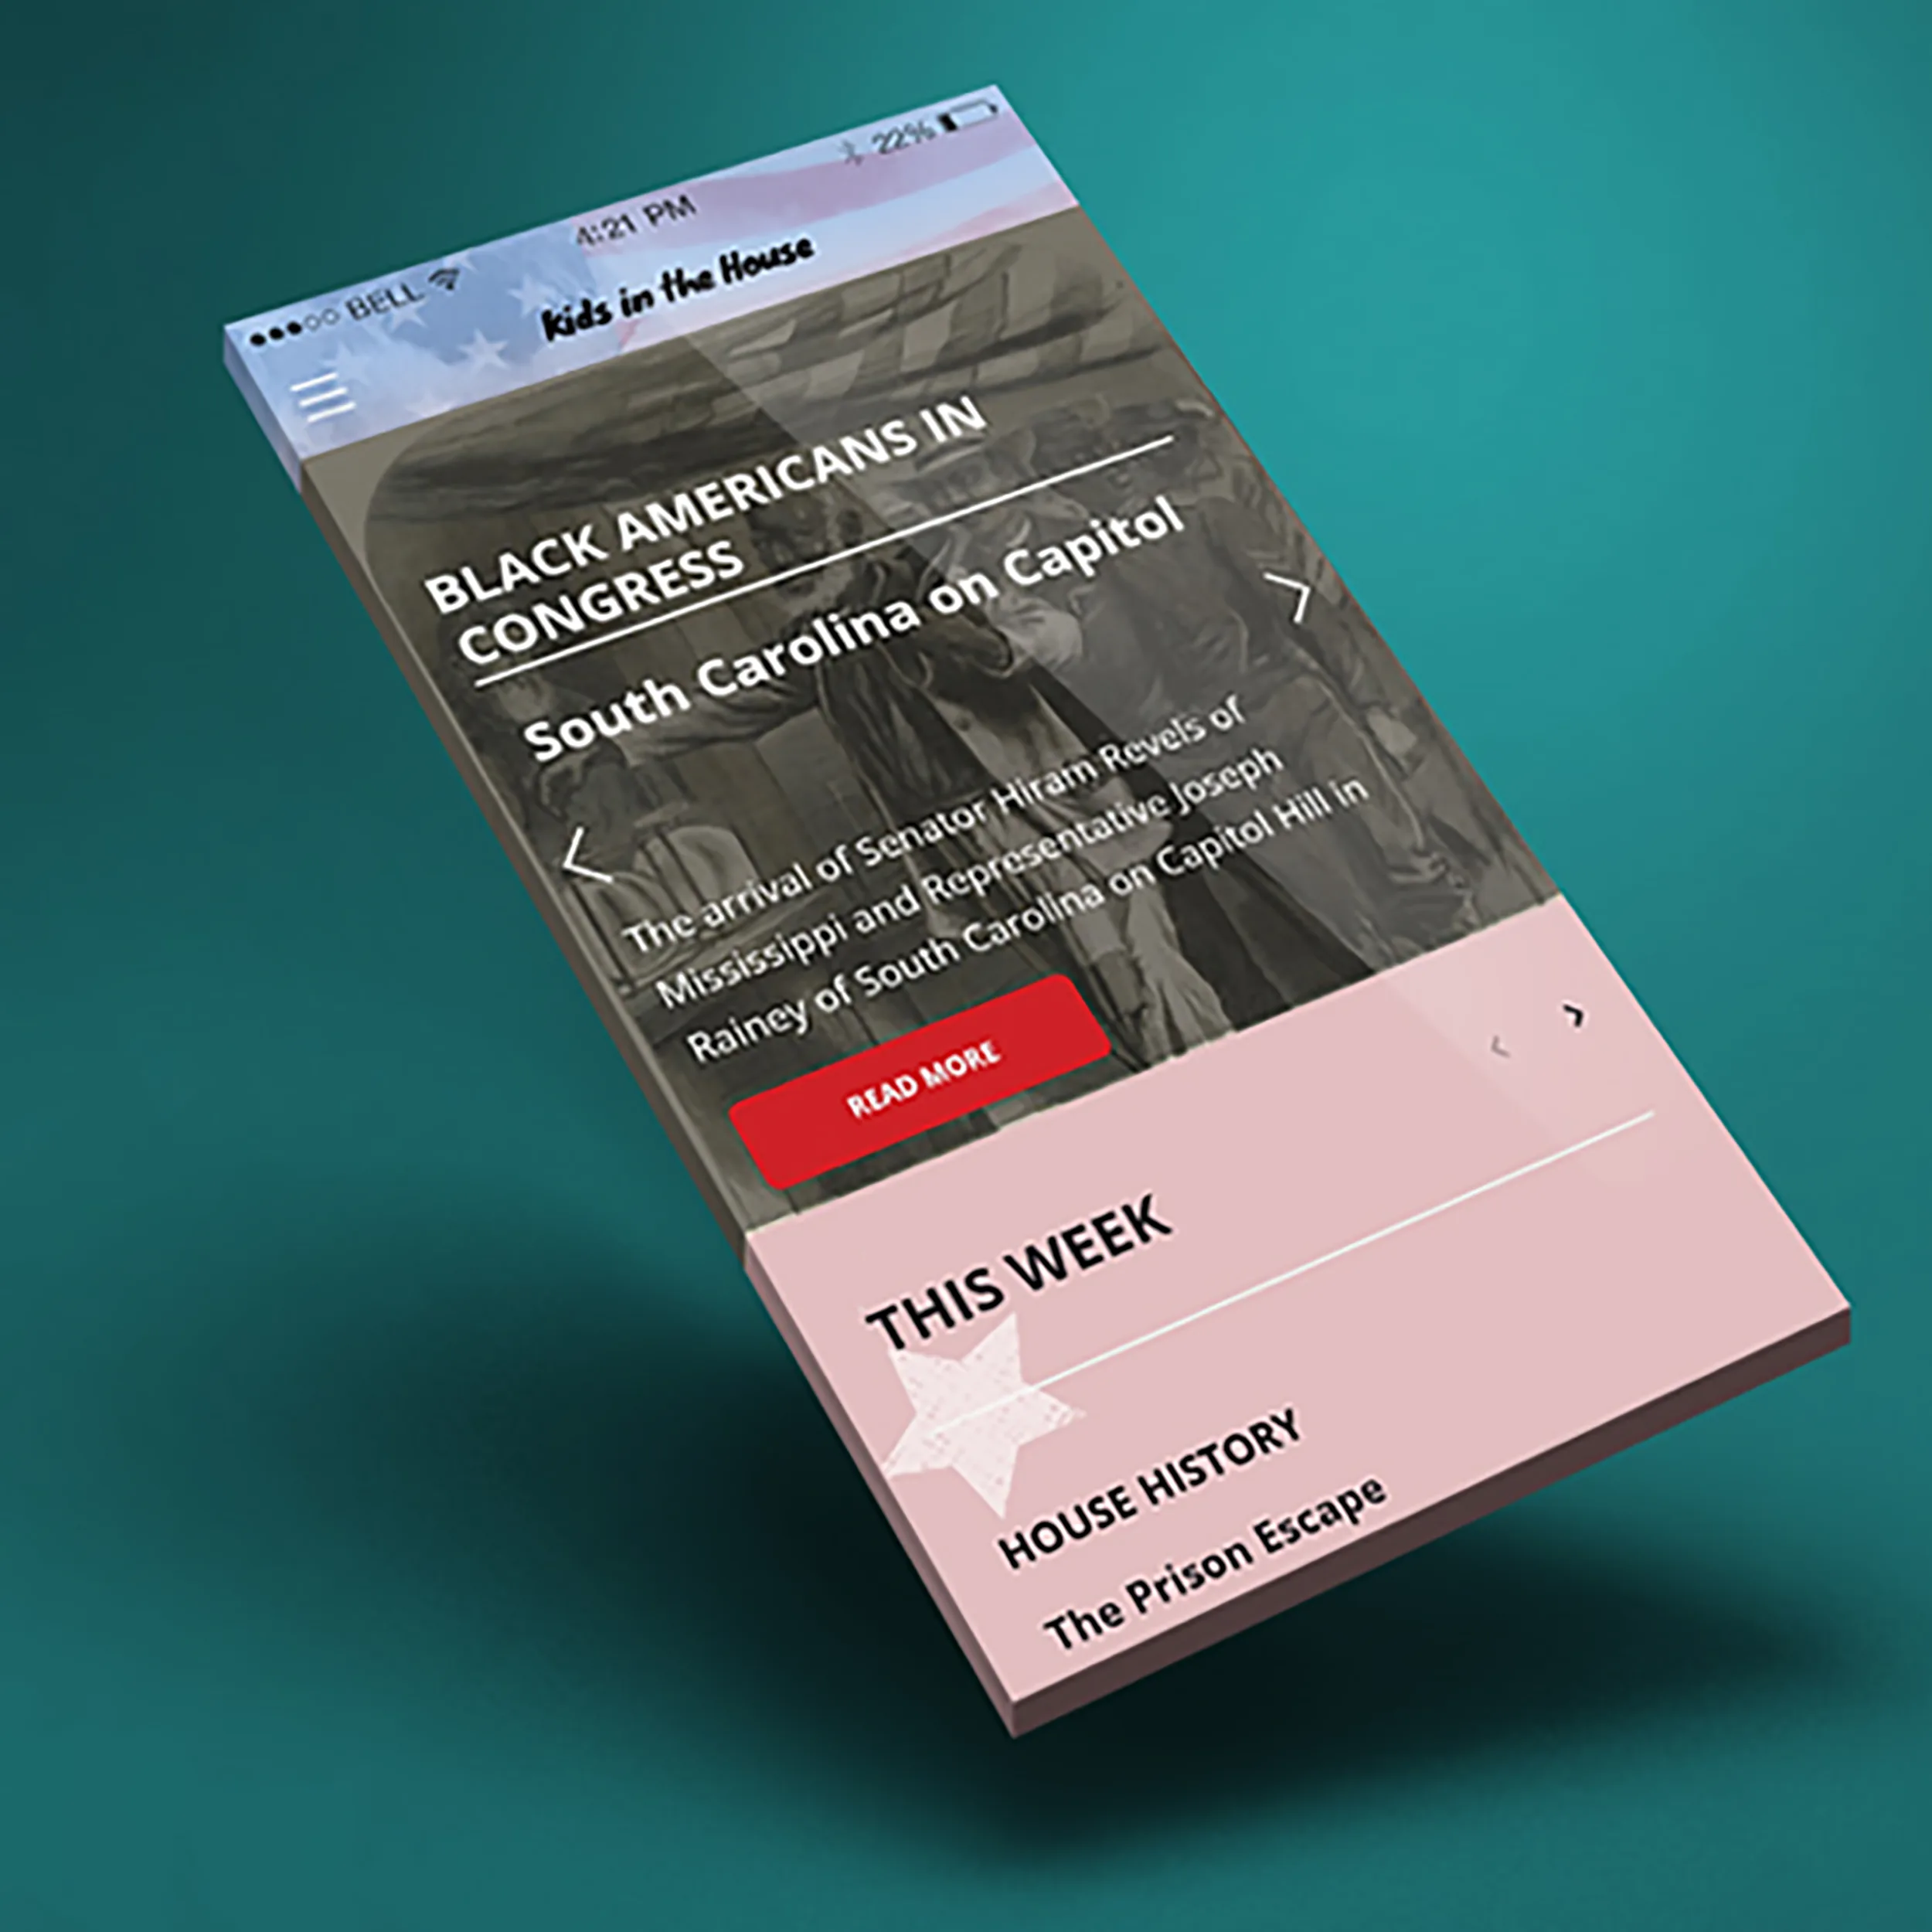 BELL
4:21 PM
22%
kids in the House
BLACK AMERICANS IN
CONGRESS
South Carolina on Capitol
The arrival of Senator Hiram Revels of
Mississippi and Representative Joseph
Rainey of South Carolina on Capitol Hill in
READ MORE
THIS WEEK
HOUSE HISTORY
The Prison Escape